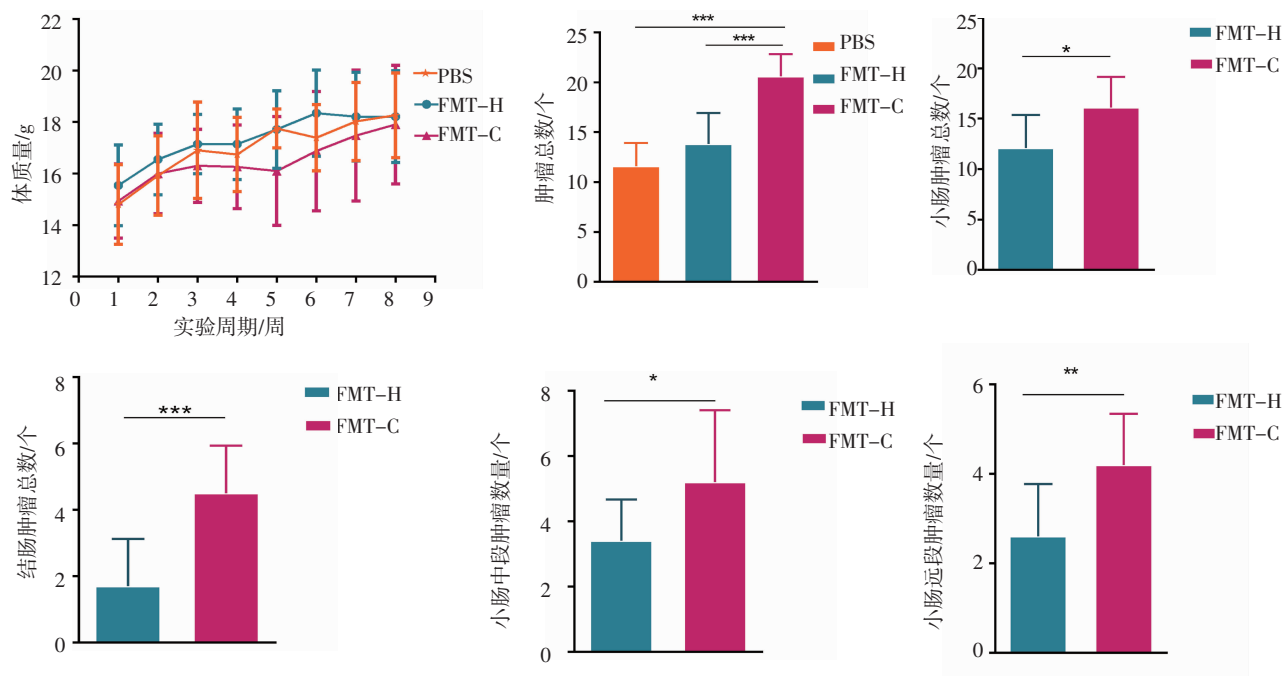 22
20
18
16
14
12
体质量/g
0 1 2 3 4 5 6 7 8 9
实验周期/周
PBS
FMT-H
FMT-C
25
20
15
10
5
0
肿瘤总数/个
***
***
PBS
FMT-H
FMT-C
25
20
15
10
5
0
小肠肿瘤总数/个
*
FMT-H
FMT-C
8
6
4
2
0
结肠肿瘤总数/个
***
FMT-H
FMT-C
8
6
4
2
0
小肠中段肿瘤数量/个
*
FMT-H
FMT-C
6
4
2
0
小肠远段肿瘤数量/个
**
FMT-H
FMT-C